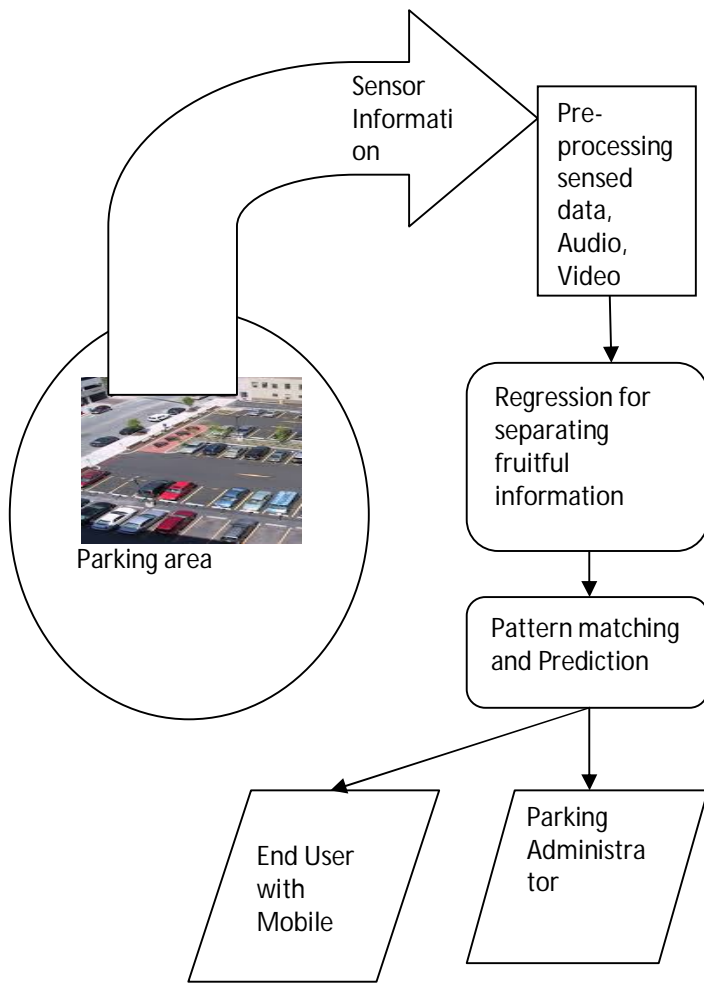 Sensor
Informati
on
Pre-
processing
sensed
data,
Audio,
Video
Parking area
Regression for
separating
fruitful
information
Pattern matching
and Prediction
End User
with
Mobile
Parking
Administra
tor